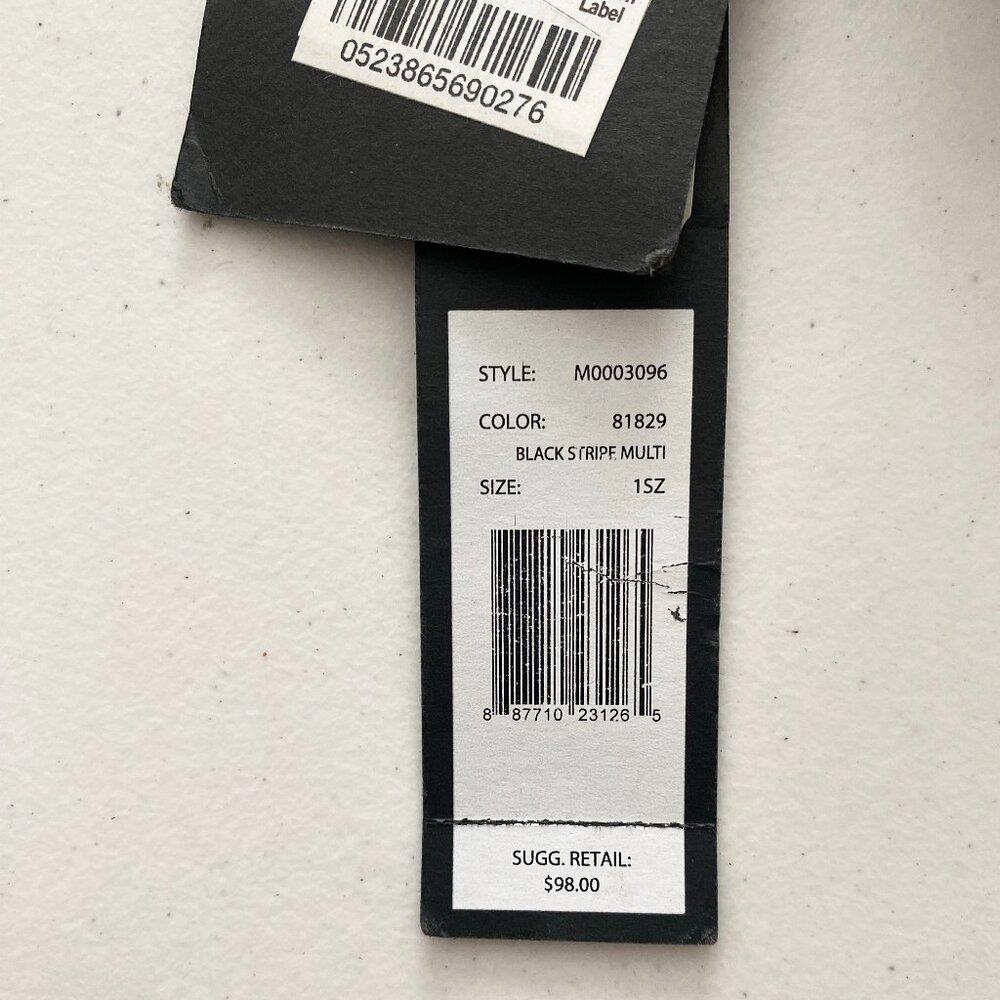 Label
0523865690276
STYLE: M0003096
COLOR: 81829
BLACK STRIPE MULTI
SIZE: 1SZ
8 87710 23126 5
SUGG. RETAIL:
$98.00